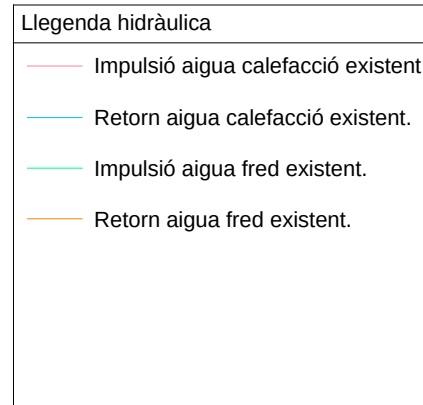 Llegenda hidràulica
Impulsió aigua calefacció existent
Retorn aigua calefacció existent.
Impulsió aigua fred existent.
Retorn aigua fred existent.